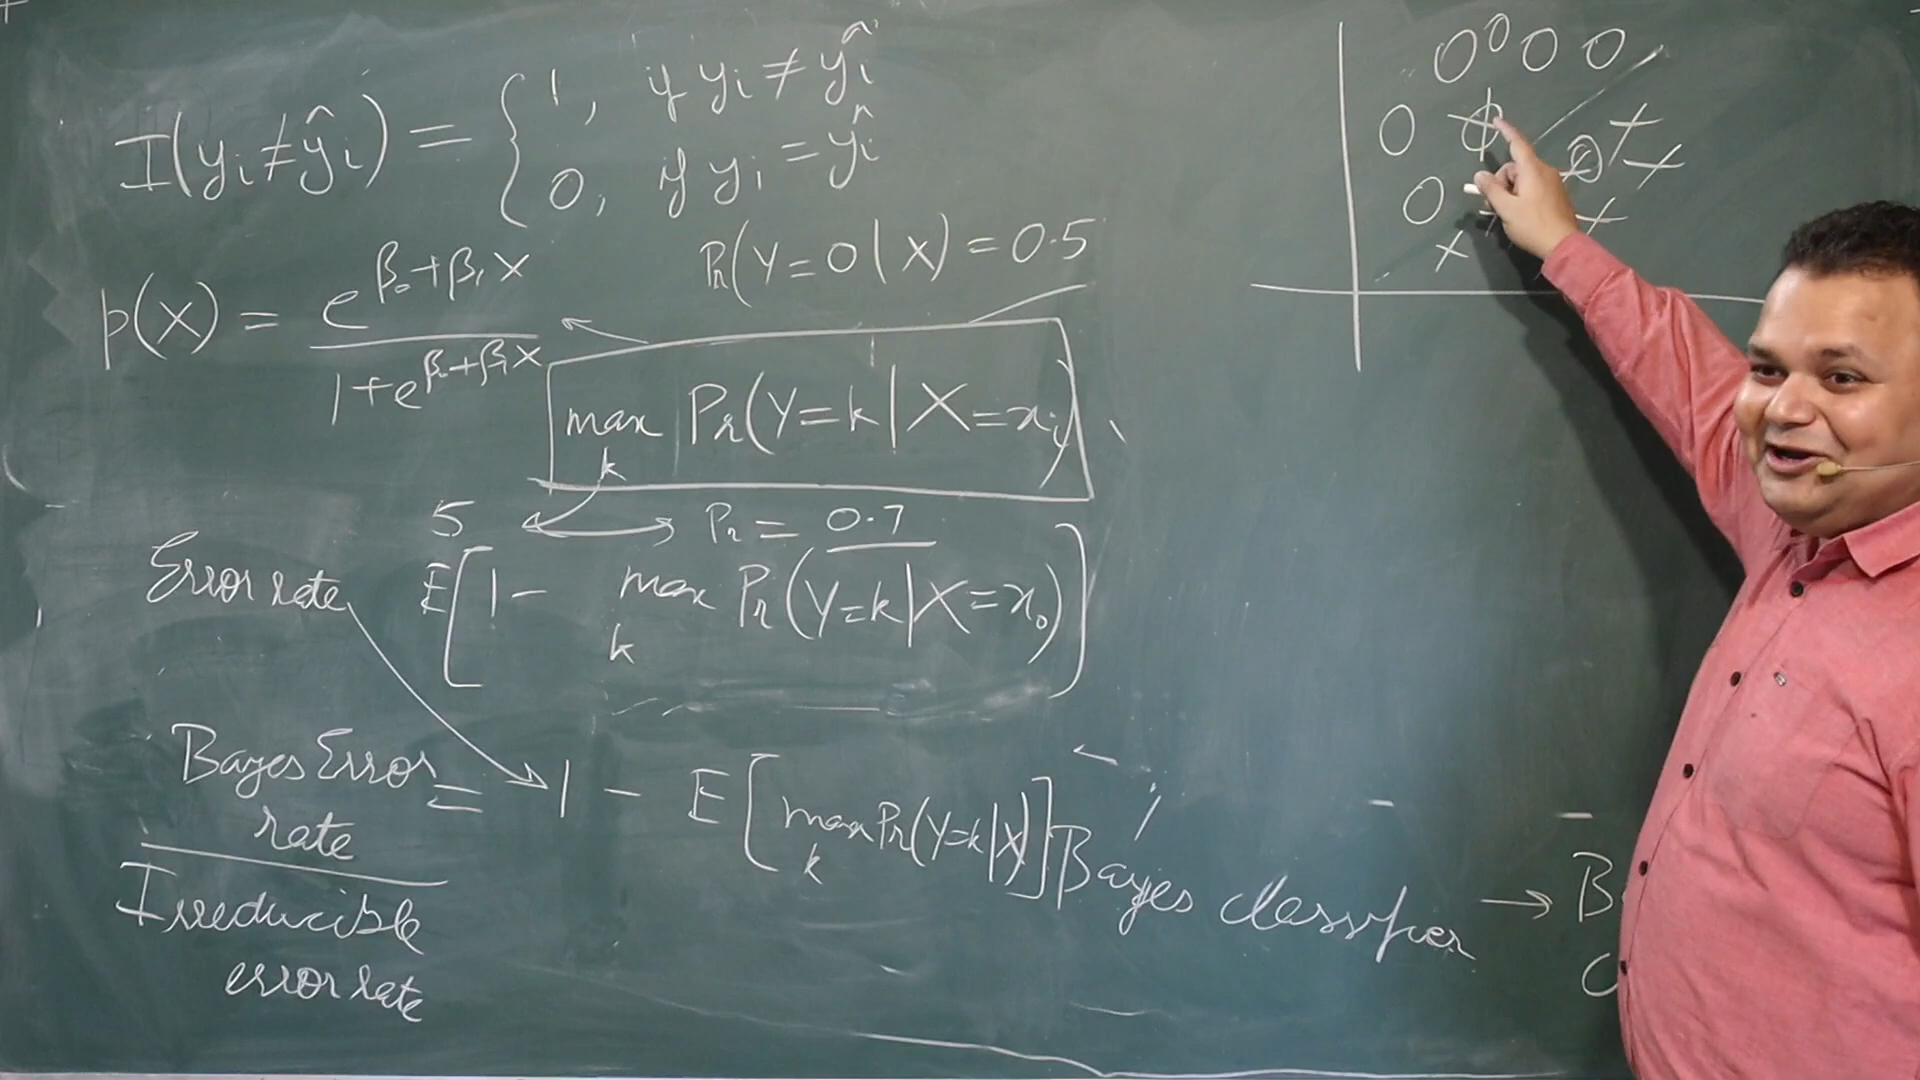 I(yᵢ≠ŷᵢ) = { 1, if yᵢ ≠ ŷᵢ
0, if yᵢ = ŷᵢ
Pr(Y=0|X) = 0.5
p(X) = e^{β₀+β₁X} / 1+e^{β₀+β₁X}
max k Pr(Y=k|X=xᵢ)
5 Pr = 0.7
Error rate E[1 - max k Pr(Y=k|X=x₀)]
Bayes Error rate = 1 - E[max k Pr(Y=k|X)]
Bayes classifier →
Irreducible
error rate